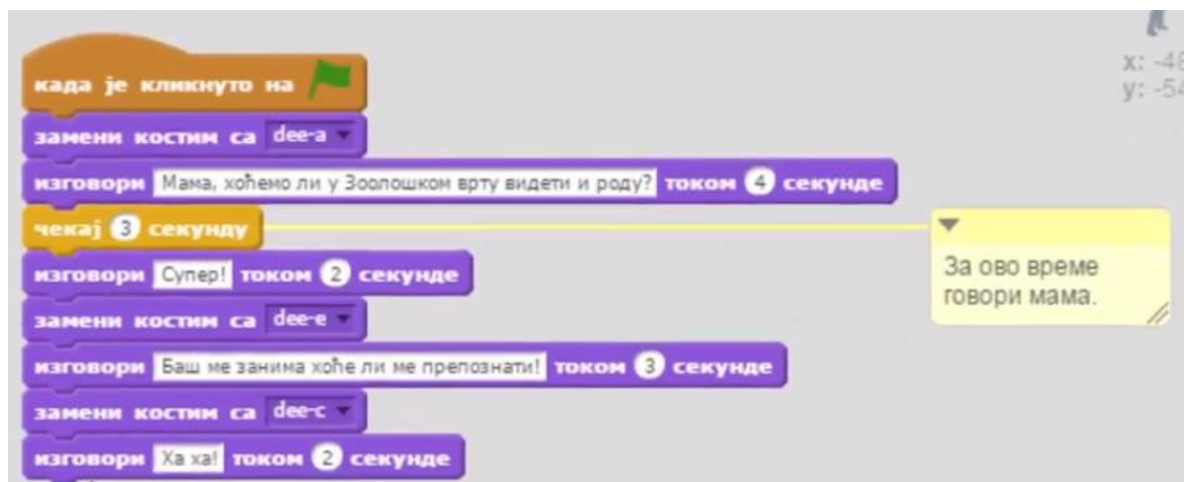 x: -48
y: -54
када је кликнуто на
замени костим са dee-a
изговори Мама, хоћемо ли у Зоолошком врту видети и роду? током 4 секунде
чекај 3 секунду
изговори Супер! током 2 секунде
замени костим са dee-e
изговори Баш ме занима хоће ли ме препознати! током 3 секунде
замени костим са dee-c
изговори Ха ха! током 2 секунде
За ово време
говори мама.